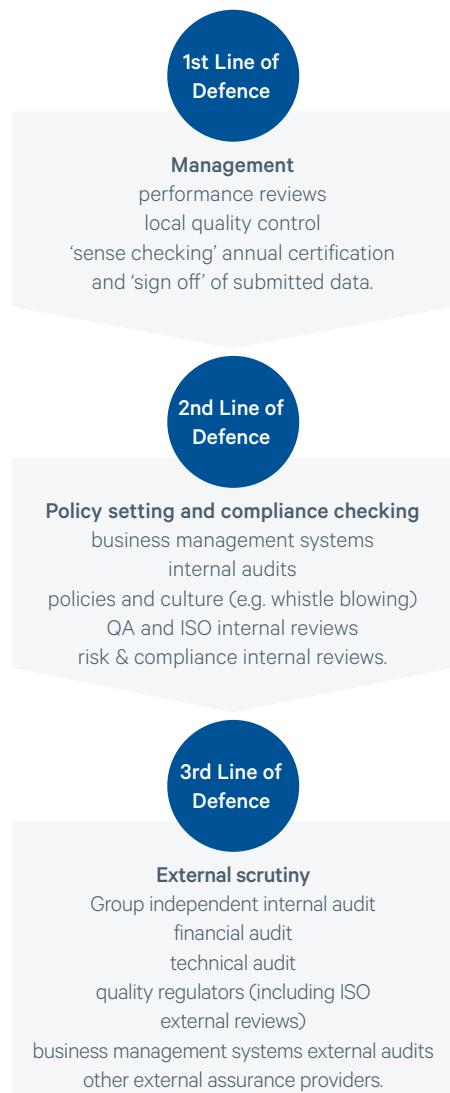 1st Line of
Defence
Management
performance reviews
local quality control
‘sense checking’ annual certification
and ‘sign off’ of submitted data.
2nd Line of
Defence
Policy setting and compliance checking
business management systems
internal audits
policies and culture (e.g. whistle blowing)
QA and ISO internal reviews
risk & compliance internal reviews.
3rd Line of
Defence
External scrutiny
Group independent internal audit
financial audit
technical audit
quality regulators (including ISO
external reviews)
business management systems external audits
other external assurance providers.